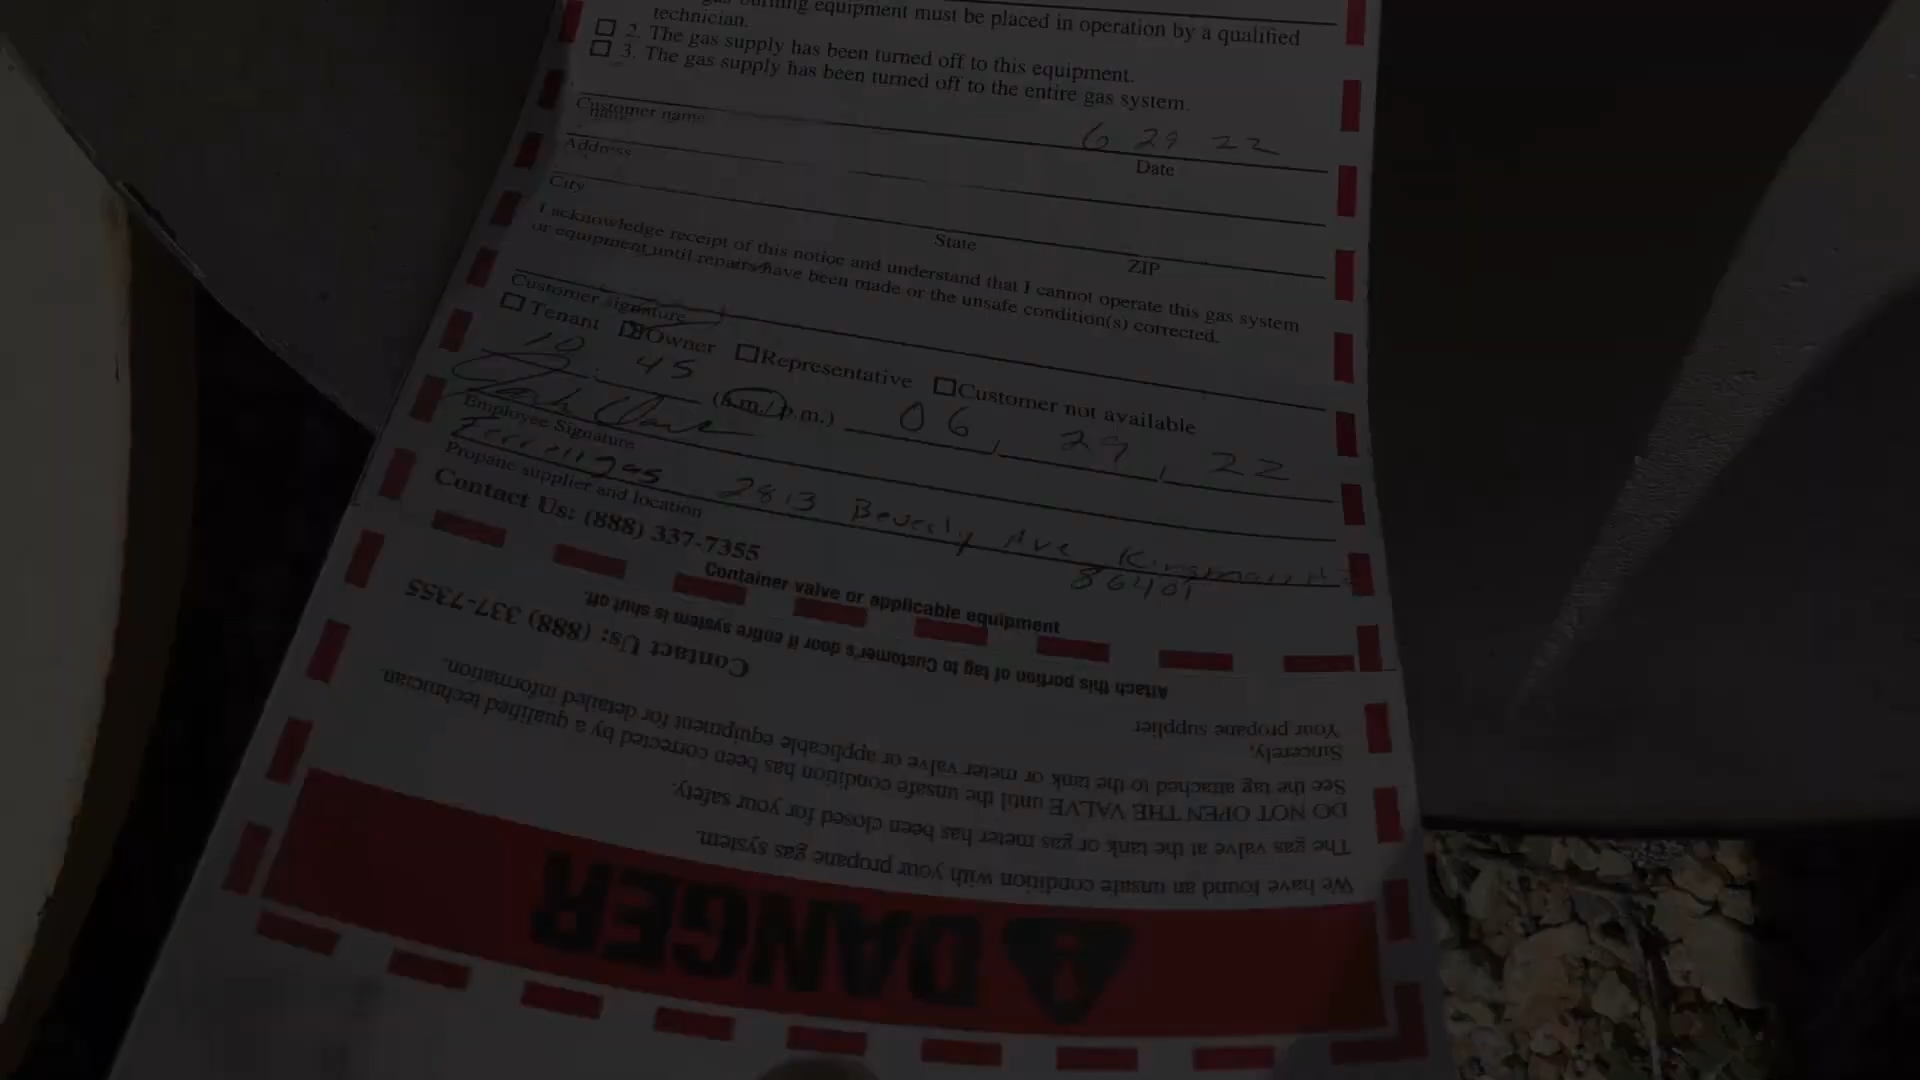 gas burning equipment must be placed in operation by a qualified
technician.
2. The gas supply has been turned off to this equipment.
3. The gas supply has been turned off to the entire gas system.
6 29 22
Customer name
Date
Address
City
State
ZIP
I acknowledge receipt of this notice and understand that I cannot operate this gas system
or equipment until repairs have been made or the unsafe condition(s) corrected.
Customer signature
Tenant Owner Representative Customer not available
10 45 (a.m./p.m.) 06, 29, 22
Employee Signature
Ferrellgas 2813 Beverly Ave Kingman AZ
86401
Propane supplier and location
Contact Us: (888) 337-7355
Container valve or applicable equipment
Attach this portion of tag to Customer's door if entire system is shut off.
Contact Us: (888) 337-7355
DANGER
We have found an unsafe condition with your propane gas system.
The gas valve at the tank or gas meter has been closed for your safety.
DO NOT OPEN THE VALVE until the unsafe condition has been corrected by a qualified technician.
See the tag attached to the tank or meter valve or applicable equipment for detailed information.
Sincerely,
Your propane supplier